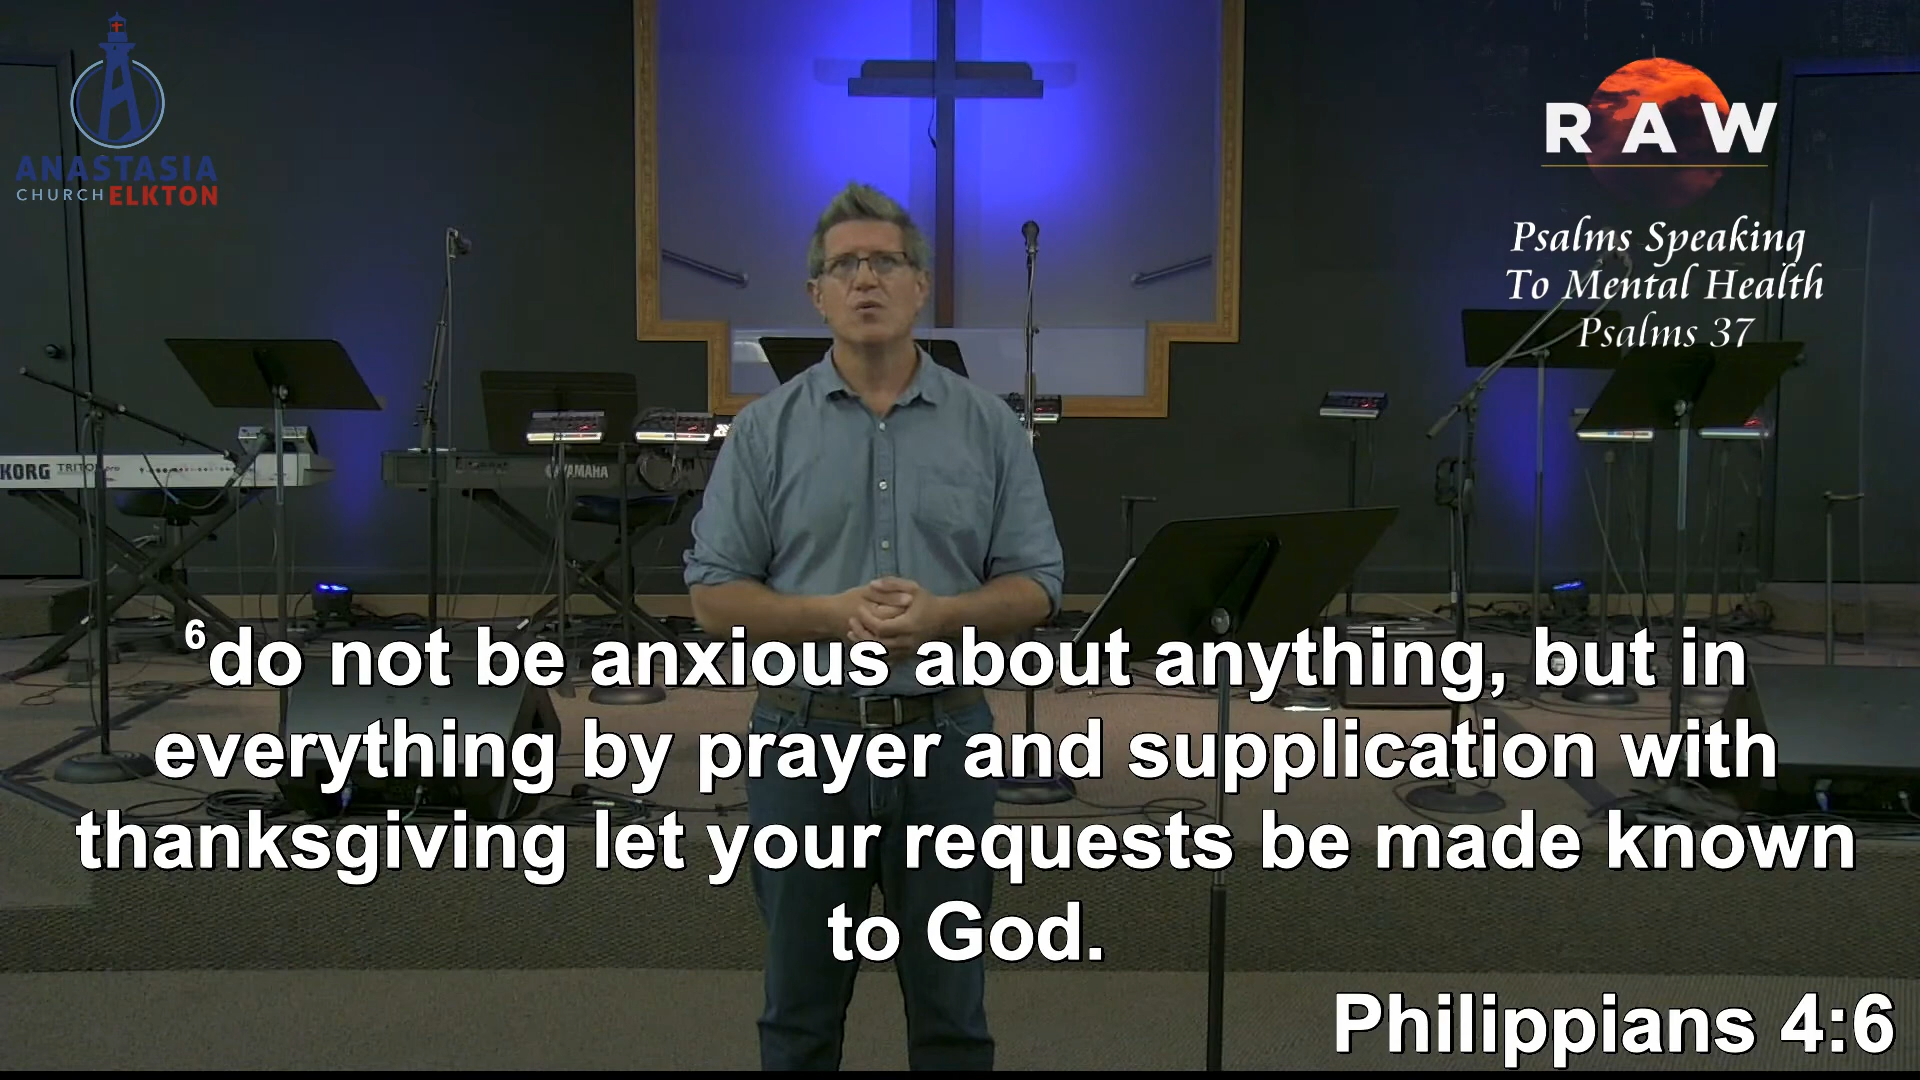 ANASTASIA
CHURCH ELKTON
RAW
Psalms Speaking
To Mental Health
Psalms 37
KORG TRITON pro
YAMAHA
6do not be anxious about anything, but in
everything by prayer and supplication with
thanksgiving let your requests be made known
to God.
Philippians 4:6